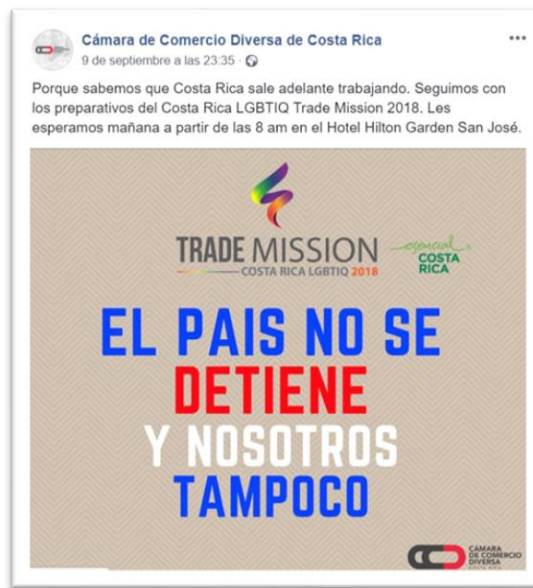 Cámara de Comercio Diversa de Costa Rica
9 de septiembre a las 23:35 ·
Porque sabemos que Costa Rica sale adelante trabajando. Seguimos con
los preparativos del Costa Rica LGBTIQ Trade Mission 2018. Les
esperamos mañana a partir de las 8 am en el Hotel Hilton Garden San José.
TRADE MISSION
COSTA RICA LGBTIQ 2018
esencial
COSTA
RICA
EL PAIS NO SE
DETIENE
Y NOSOTROS
TAMPOCO
CÁMARA
DE COMERCIO
DIVERSA
COSTA RICA